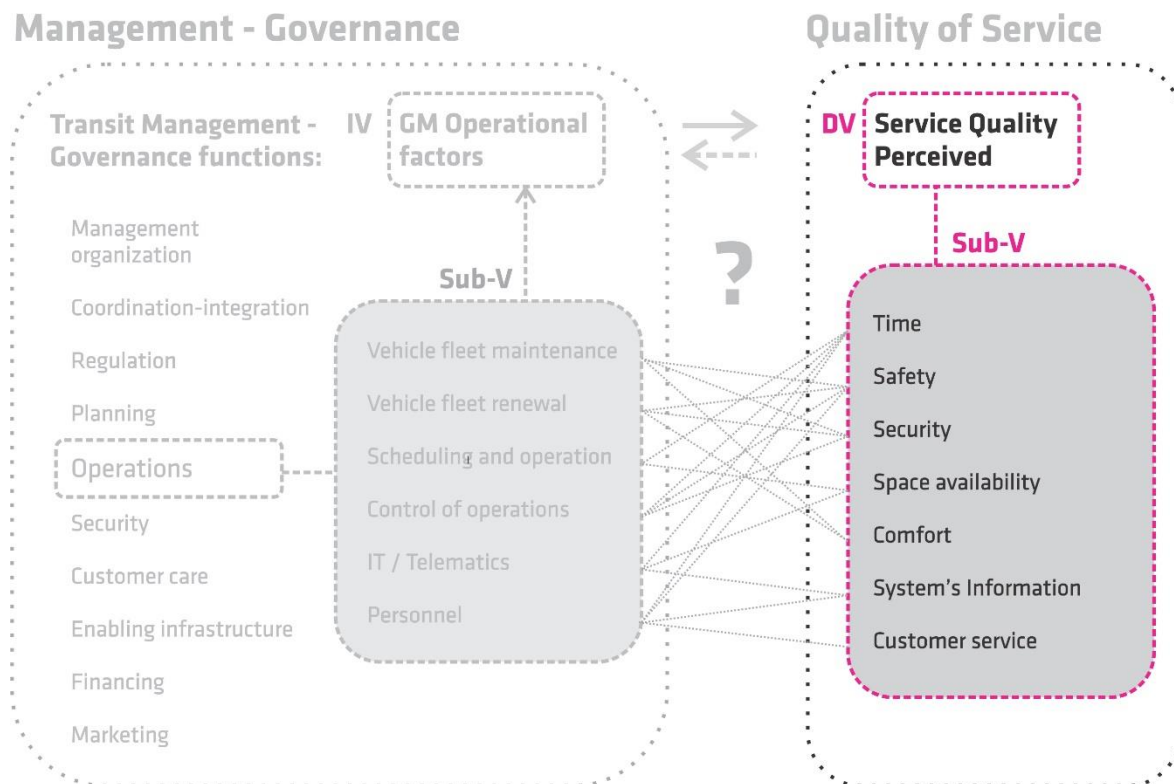 Management - Governance
Quality of Service
Transit Management -
Governance functions:
IV
GM Operational
factors
DV
Service Quality
Perceived
Management
organization
Coordination-integration
Regulation
Planning
Operations
Security
Customer care
Enabling infrastructure
Financing
Marketing
Sub-V
Vehicle fleet maintenance
Vehicle fleet renewal
Scheduling and operation
Control of operations
IT / Telematics
Personnel
?
Sub-V
Time
Safety
Security
Space availability
Comfort
System's Information
Customer service